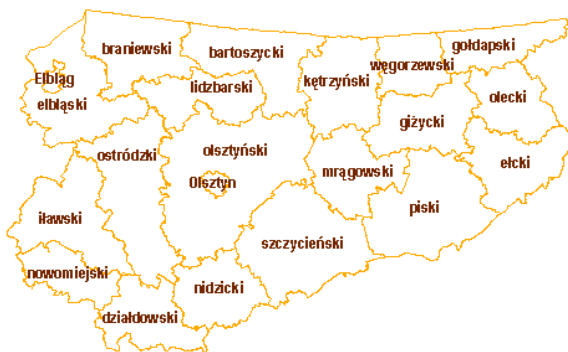 braniewski
bartoszycki
gołdapski
węgorzewski
kętrzyński
Elbląg
lidzbarski
elbląski
olecki
giżycki
ostródzki
olsztyński
ełcki
mrągowski
Olsztyn
piski
iławski
szczycieński
nowomiejski
nidzicki
działdowski